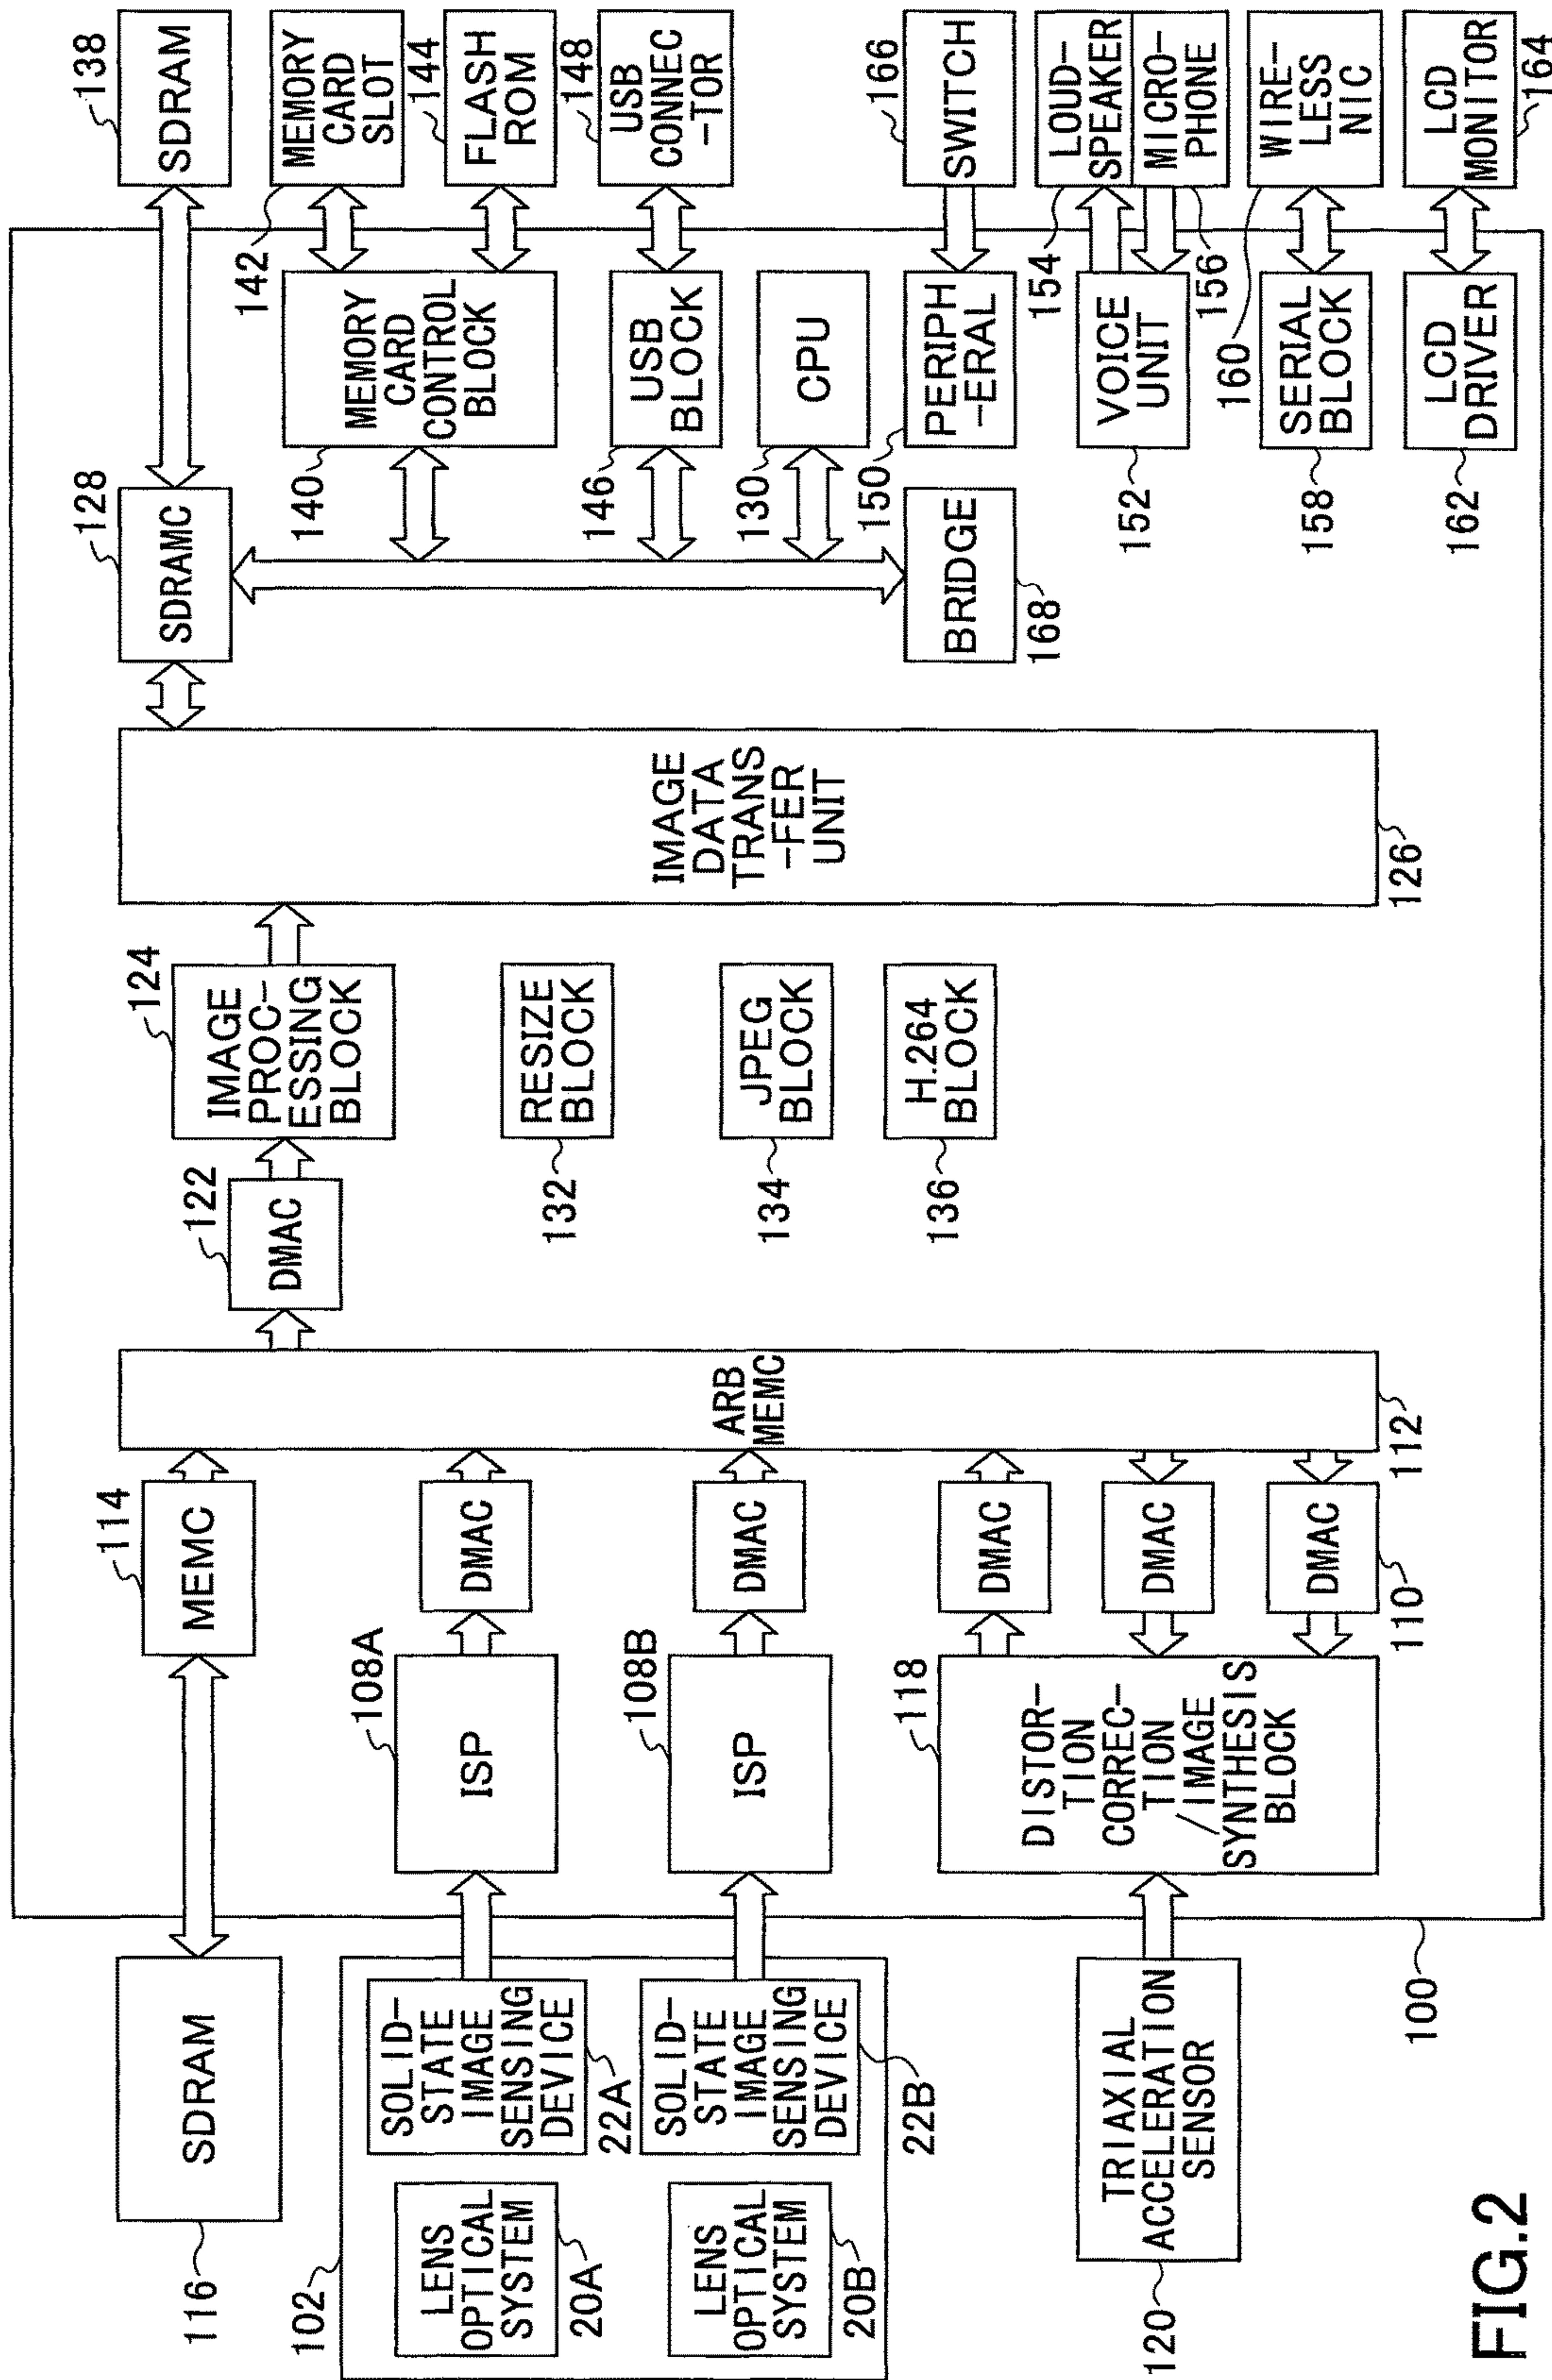 138
SDRAM
MEMORY
CARD
SLOT
142
144
FLASH
ROM
148
USB
CONNEC
-TOR
166
SWITCH
154
LOUD-
SPEAKER
MICRO-
PHONE
156
160
WIRE-
LESS
NIC
LCD
MONITOR
164
128
SDRAMC
140
MEMORY
CARD
CONTROL
BLOCK
146
USB
BLOCK
130
CPU
150
PERIPH
-ERAL
152
VOICE
UNIT
158
SERIAL
BLOCK
162
LCD
DRIVER
BRIDGE
168
IMAGE
DATA
TRANS
-FER
UNIT
126
124
IMAGE
PROC-
ESSING
BLOCK
RESIZE
BLOCK
132
JPEG
BLOCK
134
H.264
BLOCK
136
122
DMAC
ARB
MEMC
112
114
MEMC
DMAC
DMAC
DMAC
DMAC
DMAC
110
108A
ISP
108B
ISP
118
DISTOR-
TION
CORREC-
TION
/IMAGE
SYNTHESIS
BLOCK
100
116
SDRAM
102
SOLID-
STATE
IMAGE
SENSING
DEVICE
22A
SOLID-
STATE
IMAGE
SENSING
DEVICE
22B
LENS
OPTICAL
SYSTEM
20A
LENS
OPTICAL
SYSTEM
20B
TRIAXIAL
ACCELERATION
SENSOR
120
FIG.2